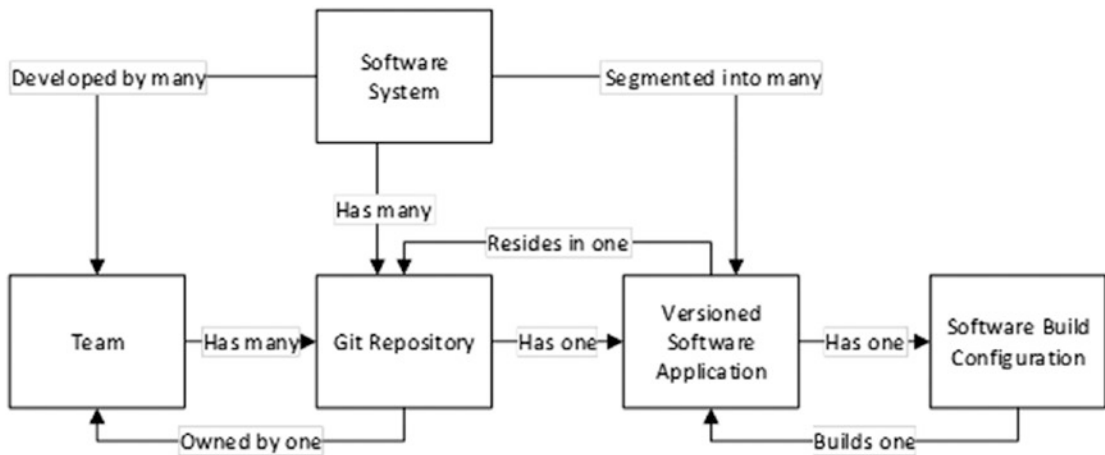 Software
System
Developed by many
Segmented into many
Has many
Resides in one
Team
Has many
Git Repository
Has one
Versioned
Software
Application
Has one
Software Build
Configuration
Owned by one
Builds one